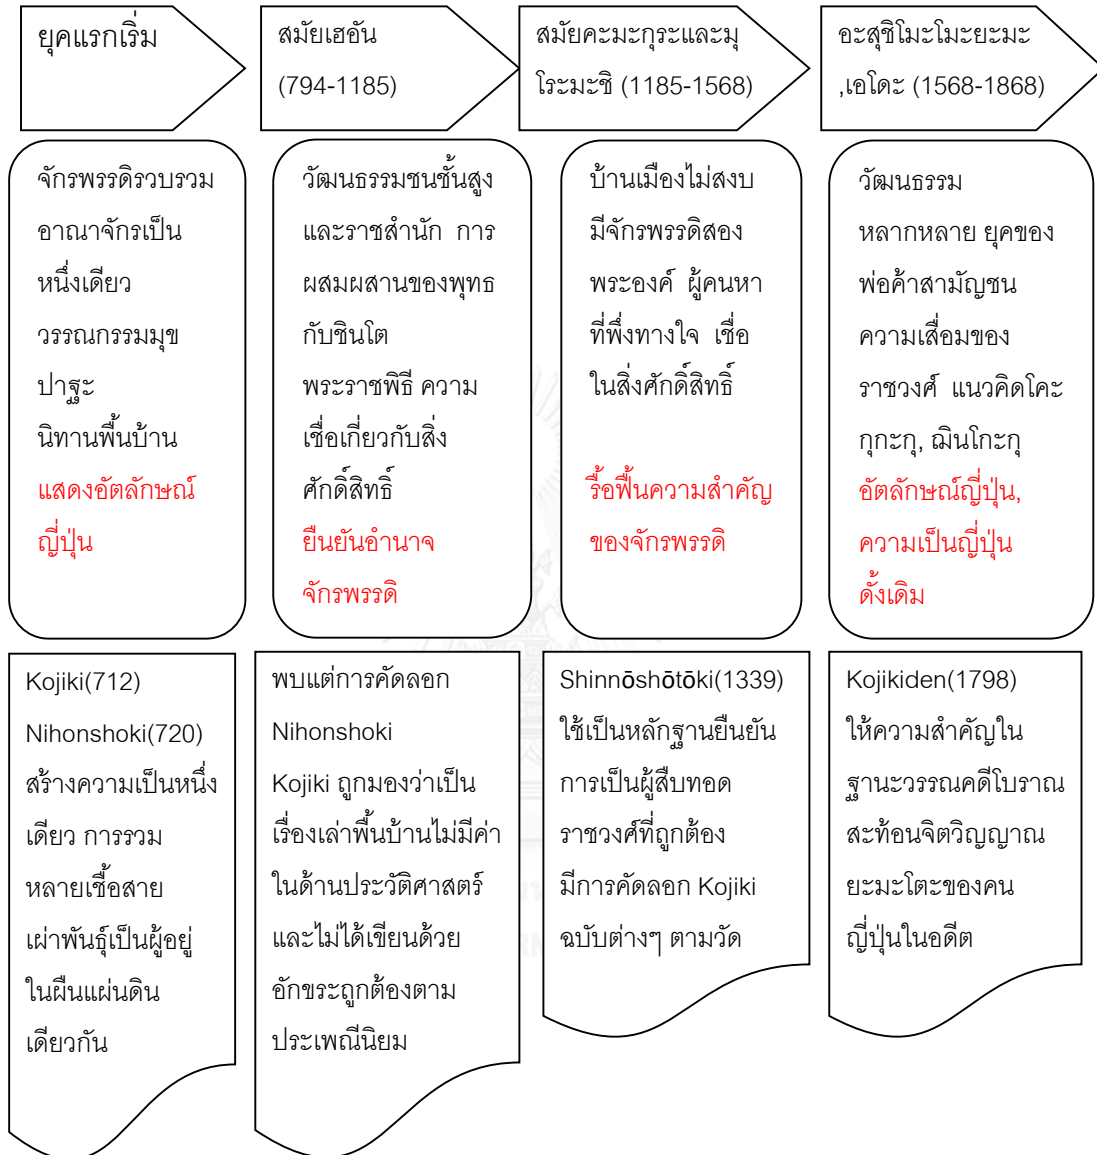 ยุคแรกเริ่ม
สมัยเฮอัน
(794-1185)
สมัยคะมะกุระและมุ
โระมะชิ (1185-1568)
อะสุชิโมะโมะยะมะ
,เอโดะ (1568-1868)
จักรพรรดิรวบรวม
อาณาจักรเป็น
หนึ่งเดียว
วรรณกรรมมุข
ปาฐะ
นิทานพื้นบ้าน
แสดงอัตลักษณ์
ญี่ปุ่น
วัฒนธรรมชนชั้นสูง
และราชสำนัก การ
ผสมผสานของพุทธ
กับชินโต
พระราชพิธี ความ
เชื่อเกี่ยวกับสิ่ง
ศักดิ์สิทธิ์
ยืนยันอำนาจ
จักรพรรดิ
บ้านเมืองไม่สงบ
มีจักรพรรดิสอง
พระองค์ ผู้คนหา
ที่พึ่งทางใจ เชื่อ
ในสิ่งศักดิ์สิทธิ์
รื้อฟื้นความสำคัญ
ของจักรพรรดิ
วัฒนธรรม
หลากหลาย ยุคของ
พ่อค้าสามัญชน
ความเสื่อมของ
ราชวงศ์ แนวคิดโคะ
กุกะกุ, ฌินโกะกุ
อัตลักษณ์ญี่ปุ่น,
ความเป็นญี่ปุ่น
ดั้งเดิม
Kojiki(712)
Nihonshoki(720)
สร้างความเป็นหนึ่ง
เดียว การรวม
หลายเชื้อสาย
เผ่าพันธุ์เป็นผู้อยู่
ในผืนแผ่นดิน
เดียวกัน
พบแต่การคัดลอก
Nihonshoki
Kojiki ถูกมองว่าเป็น
เรื่องเล่าพื้นบ้านไม่มีค่า
ในด้านประวัติศาสตร์
และไม่ได้เขียนด้วย
อักขระถูกต้องตาม
ประเพณีนิยม
Shinnōshōtōki(1339)
ใช้เป็นหลักฐานยืนยัน
การเป็นผู้สืบทอด
ราชวงศ์ที่ถูกต้อง
มีการคัดลอก Kojiki
ฉบับต่างๆ ตามวัด
Kojikiden(1798)
ให้ความสำคัญใน
ฐานะวรรณคดีโบราณ
สะท้อนจิตวิญญาณ
ยะมะโตะของคน
ญี่ปุ่นในอดีต